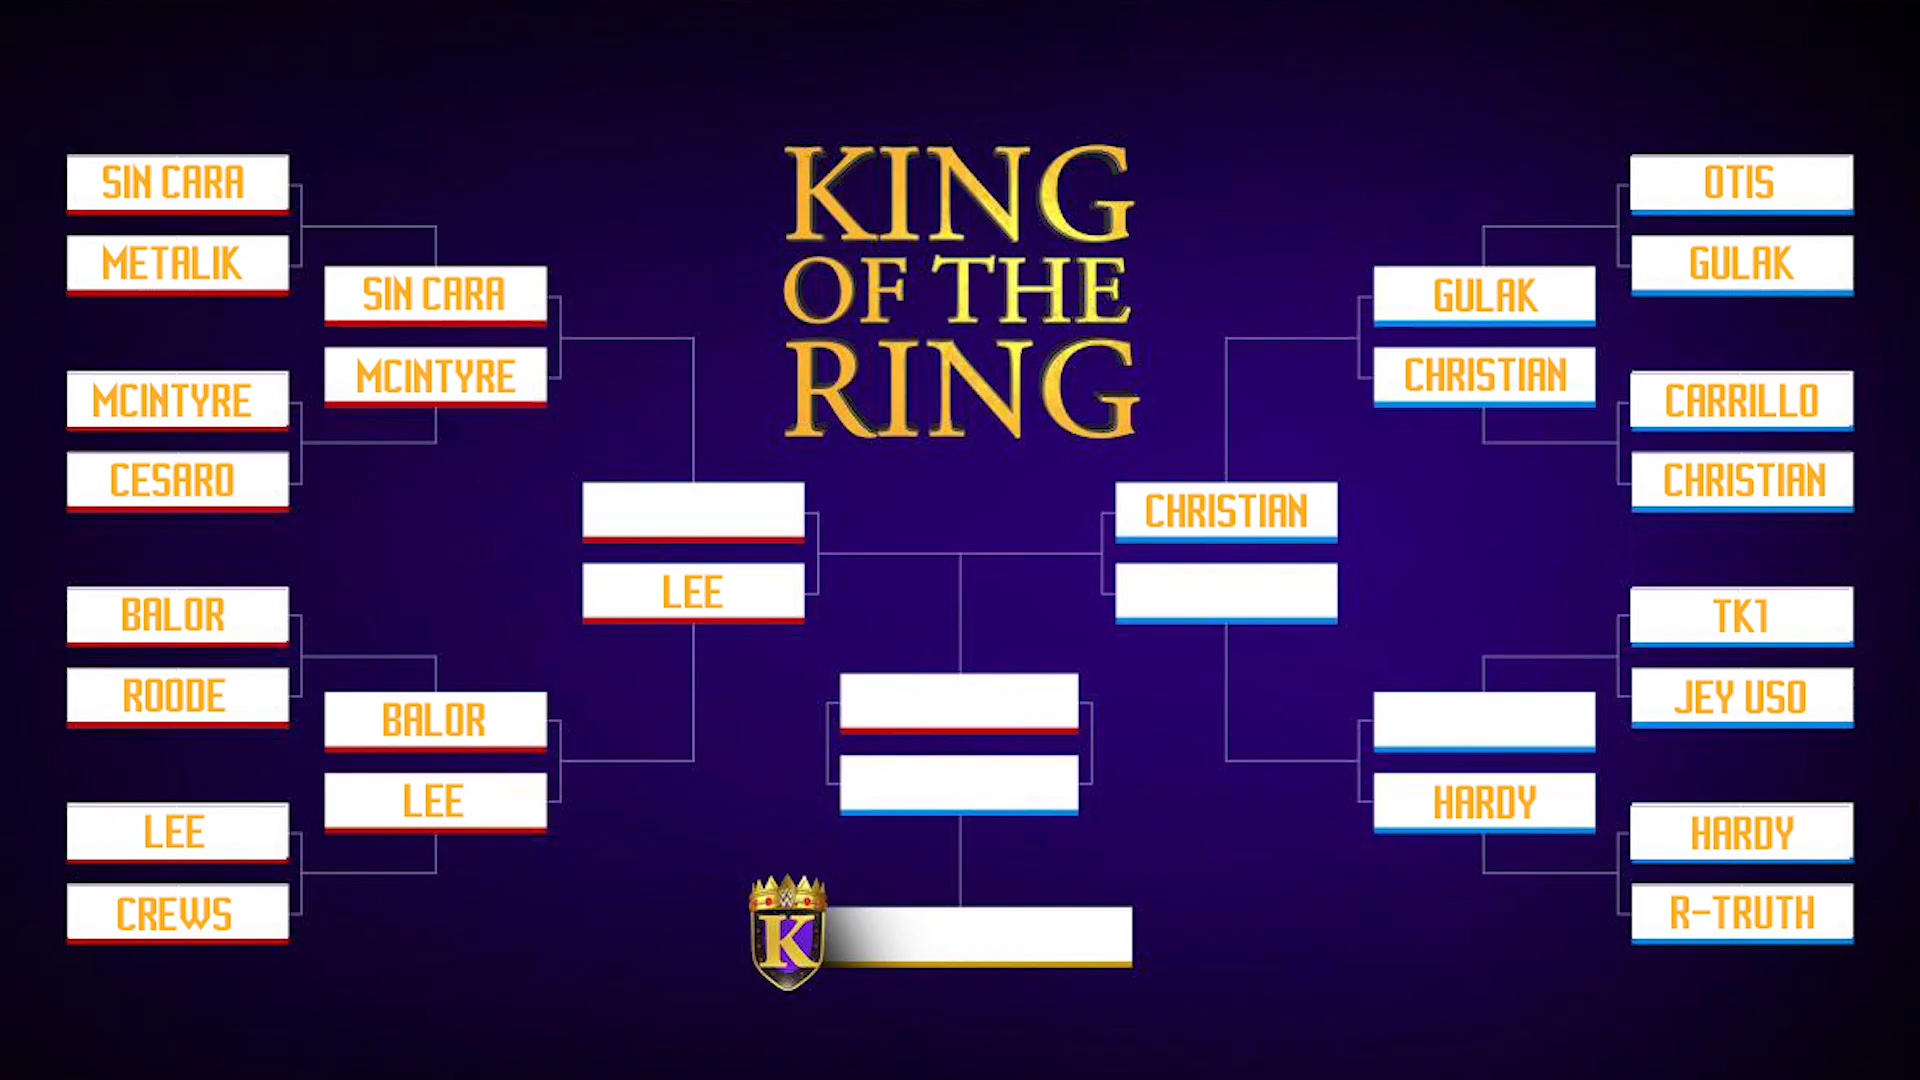 KING
OF THE
RING
SIN CARA
METALIK
MCINTYRE
CESARO
BALOR
ROODE
LEE
CREWS
SIN CARA
MCINTYRE
BALOR
LEE
LEE
CHRISTIAN
GULAK
CHRISTIAN
HARDY
OTIS
GULAK
CARRILLO
CHRISTIAN
TK1
JEY USO
HARDY
R-TRUTH
K